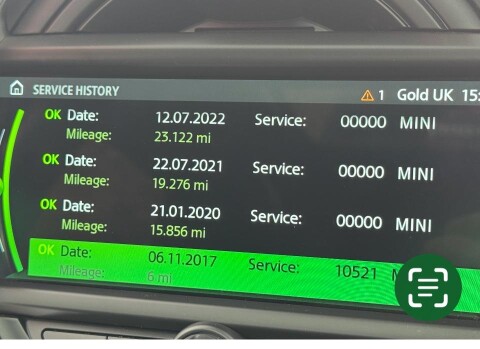 SERVICE HISTORY 1 Gold UK 15:
OK Date: 12.07.2022 Service: 00000 MINI
Mileage: 23.122 mi
OK Date: 22.07.2021 Service: 00000 MINI
Mileage: 19.276 mi
OK Date: 21.01.2020 Service: 00000 MINI
Mileage: 15.856 mi
OK Date: 06.11.2017 Service: 10521
Mileage: 6 mi